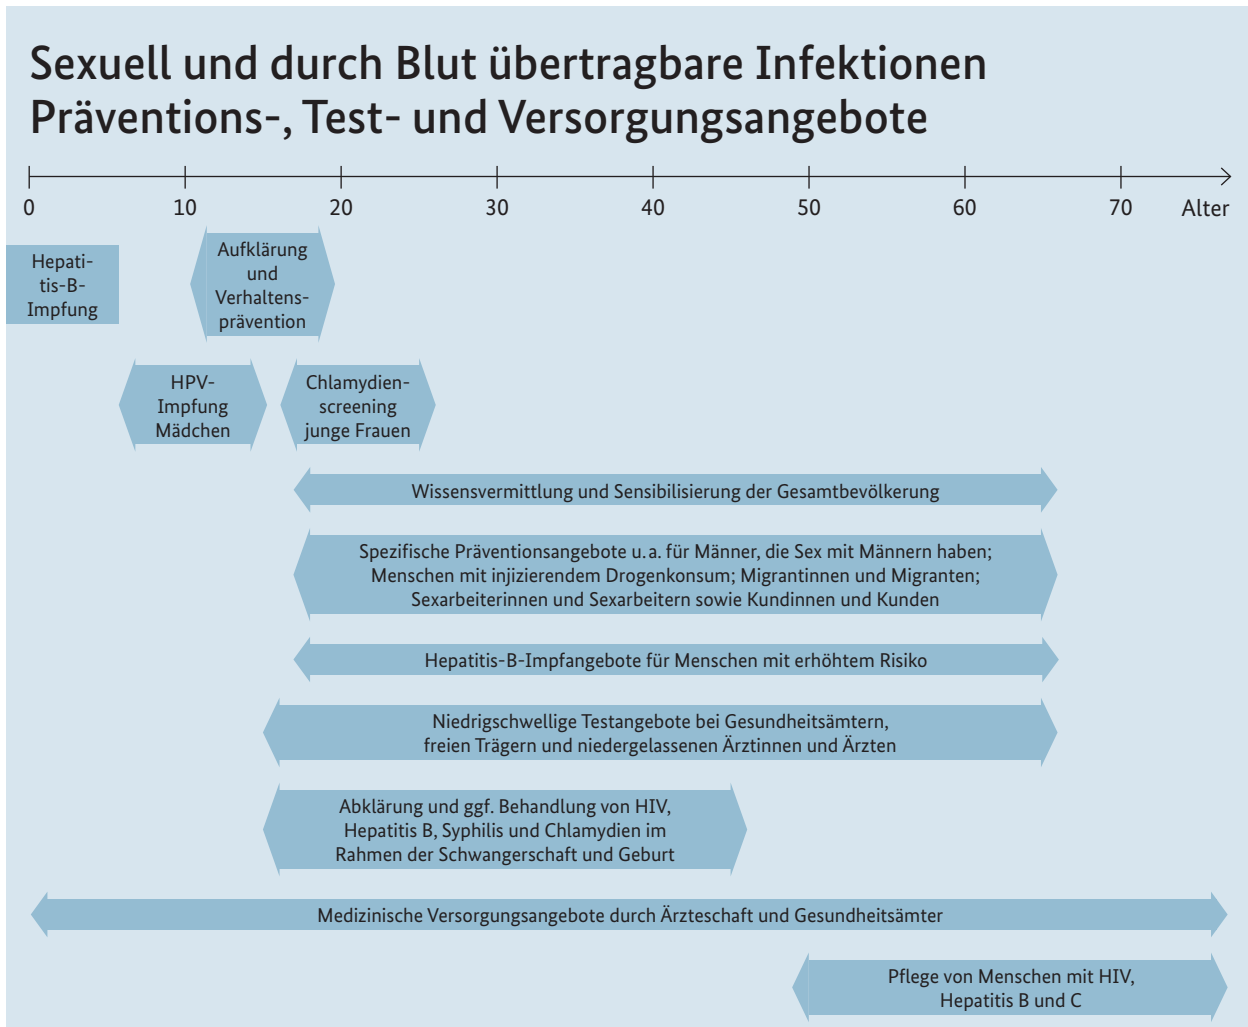 Sexuell und durch Blut übertragbare Infektionen
Präventions-, Test- und Versorgungsangebote
0 10 20 30 40 50 60 70 Alter
Hepati-
tis-B-
Impfung
Aufklärung
und
Verhaltens-
prävention
HPV-
Impfung
Mädchen
Chlamydien-
screening
junge Frauen
Wissensvermittlung und Sensibilisierung der Gesamtbevölkerung
Spezifische Präventionsangebote u. a. für Männer, die Sex mit Männern haben;
Menschen mit injizierendem Drogenkonsum; Migrantinnen und Migranten;
Sexarbeiterinnen und Sexarbeitern sowie Kundinnen und Kunden
Hepatitis-B-Impfangebote für Menschen mit erhöhtem Risiko
Niedrigschwellige Testangebote bei Gesundheitsämtern,
freien Trägern und niedergelassenen Ärztinnen und Ärzten
Abklärung und ggf. Behandlung von HIV,
Hepatitis B, Syphilis und Chlamydien im
Rahmen der Schwangerschaft und Geburt
Medizinische Versorgungsangebote durch Ärzteschaft und Gesundheitsämter
Pflege von Menschen mit HIV,
Hepatitis B und C